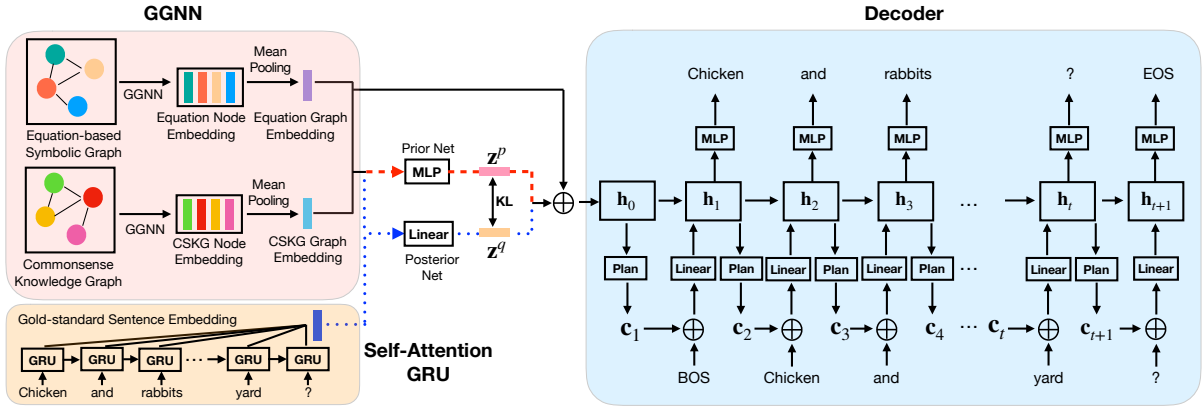 GGNN
Decoder
Equation-based
Symbolic Graph
GGNN
Equation Node
Embedding
Mean
Pooling
Equation Graph
Embedding
Commonsense
Knowledge Graph
GGNN
CSKG Node
Embedding
Mean
Pooling
CSKG Graph
Embedding
Prior Net
MLP
z^p
KL
Linear
z^q
Posterior
Net
Gold-standard Sentence Embedding
GRU GRU GRU ... GRU GRU
Chicken and rabbits yard ?
Self-Attention
GRU
Chicken and rabbits ? EOS
MLP MLP MLP MLP MLP
h_0 h_1 h_2 h_3 ... h_t h_{t+1}
Plan Linear Plan Linear Plan Linear Plan ... Linear Plan Linear
c_1 c_2 c_3 c_4 ... c_t c_{t+1}
BOS Chicken and yard ?